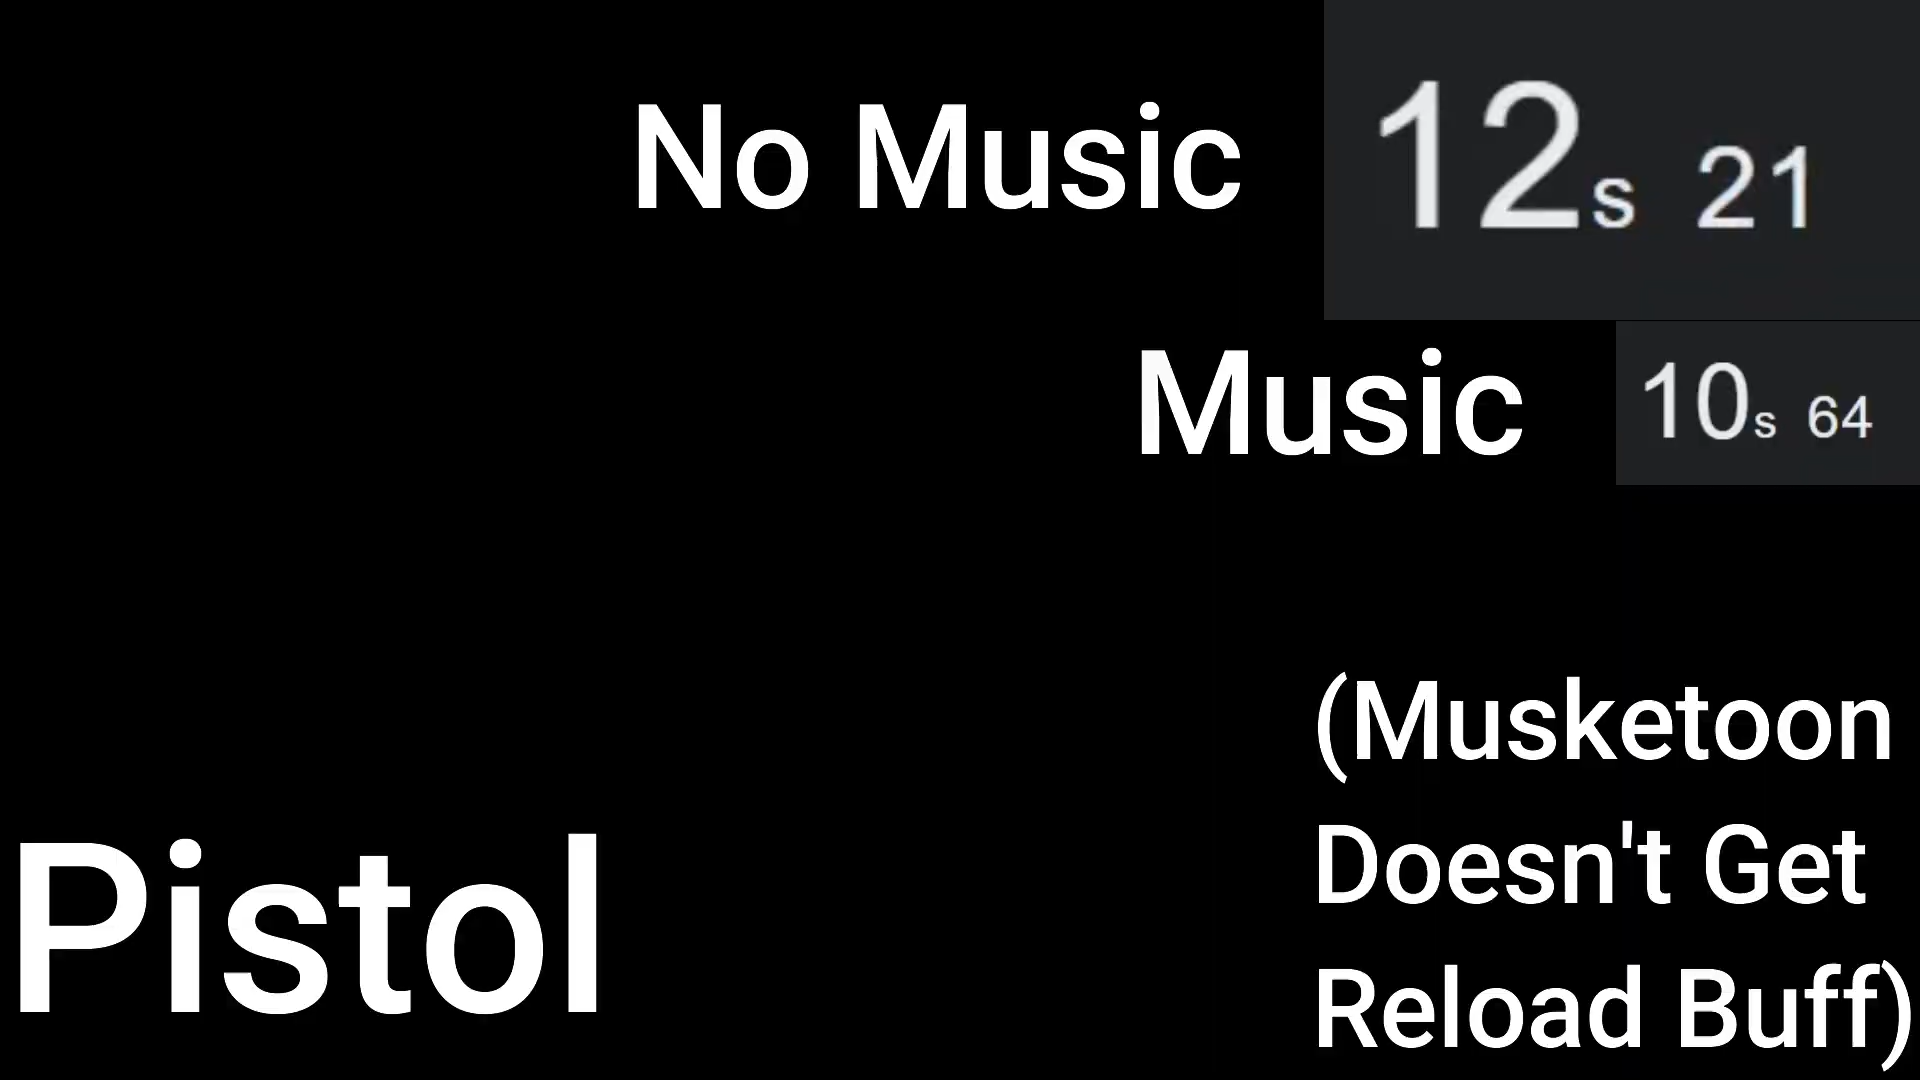 No Music 12s 21
Music 10s 64
(Musketoon
Doesn't Get
Reload Buff)
Pistol